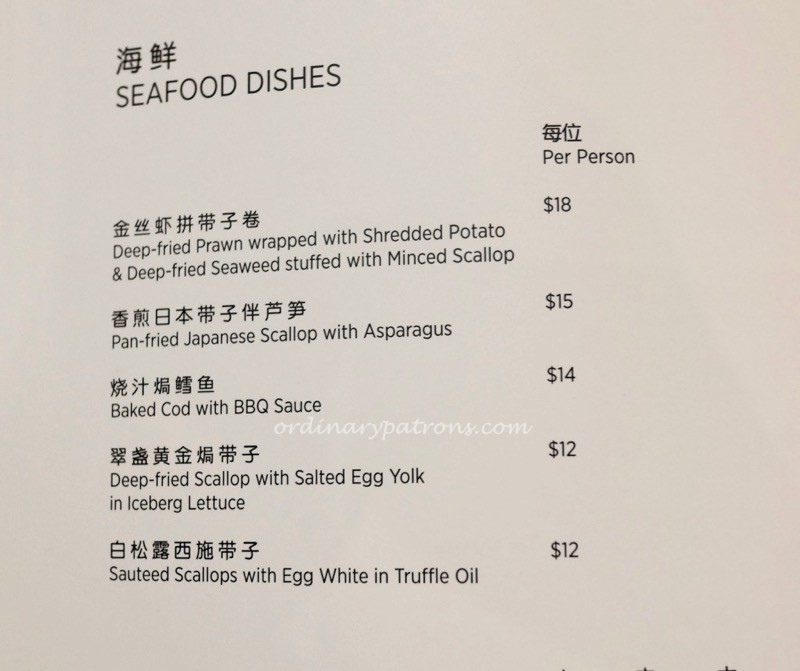 海鲜
SEAFOOD DISHES
每位
Per Person
金丝虾拼带子卷
$18
Deep-fried Prawn wrapped with Shredded Potato
& Deep-fried Seaweed stuffed with Minced Scallop
香煎日本带子伴芦笋
$15
Pan-fried Japanese Scallop with Asparagus
烧汁焗鳕鱼
$14
Baked Cod with BBQ Sauce
ordinarypatrons.com
翠盏黄金焗带子
$12
Deep-fried Scallop with Salted Egg Yolk
in Iceberg Lettuce
白松露西施带子
$12
Sauteed Scallops with Egg White in Truffle Oil